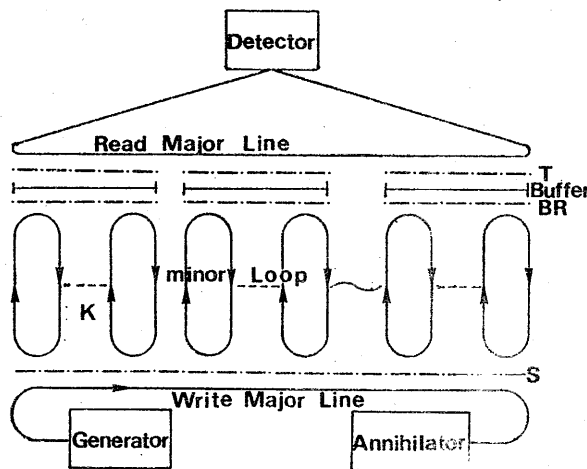 Detector
Read Major Line
T
Buffer
BR
minor Loop
K
S
Write Major Line
Generator
Annihilator